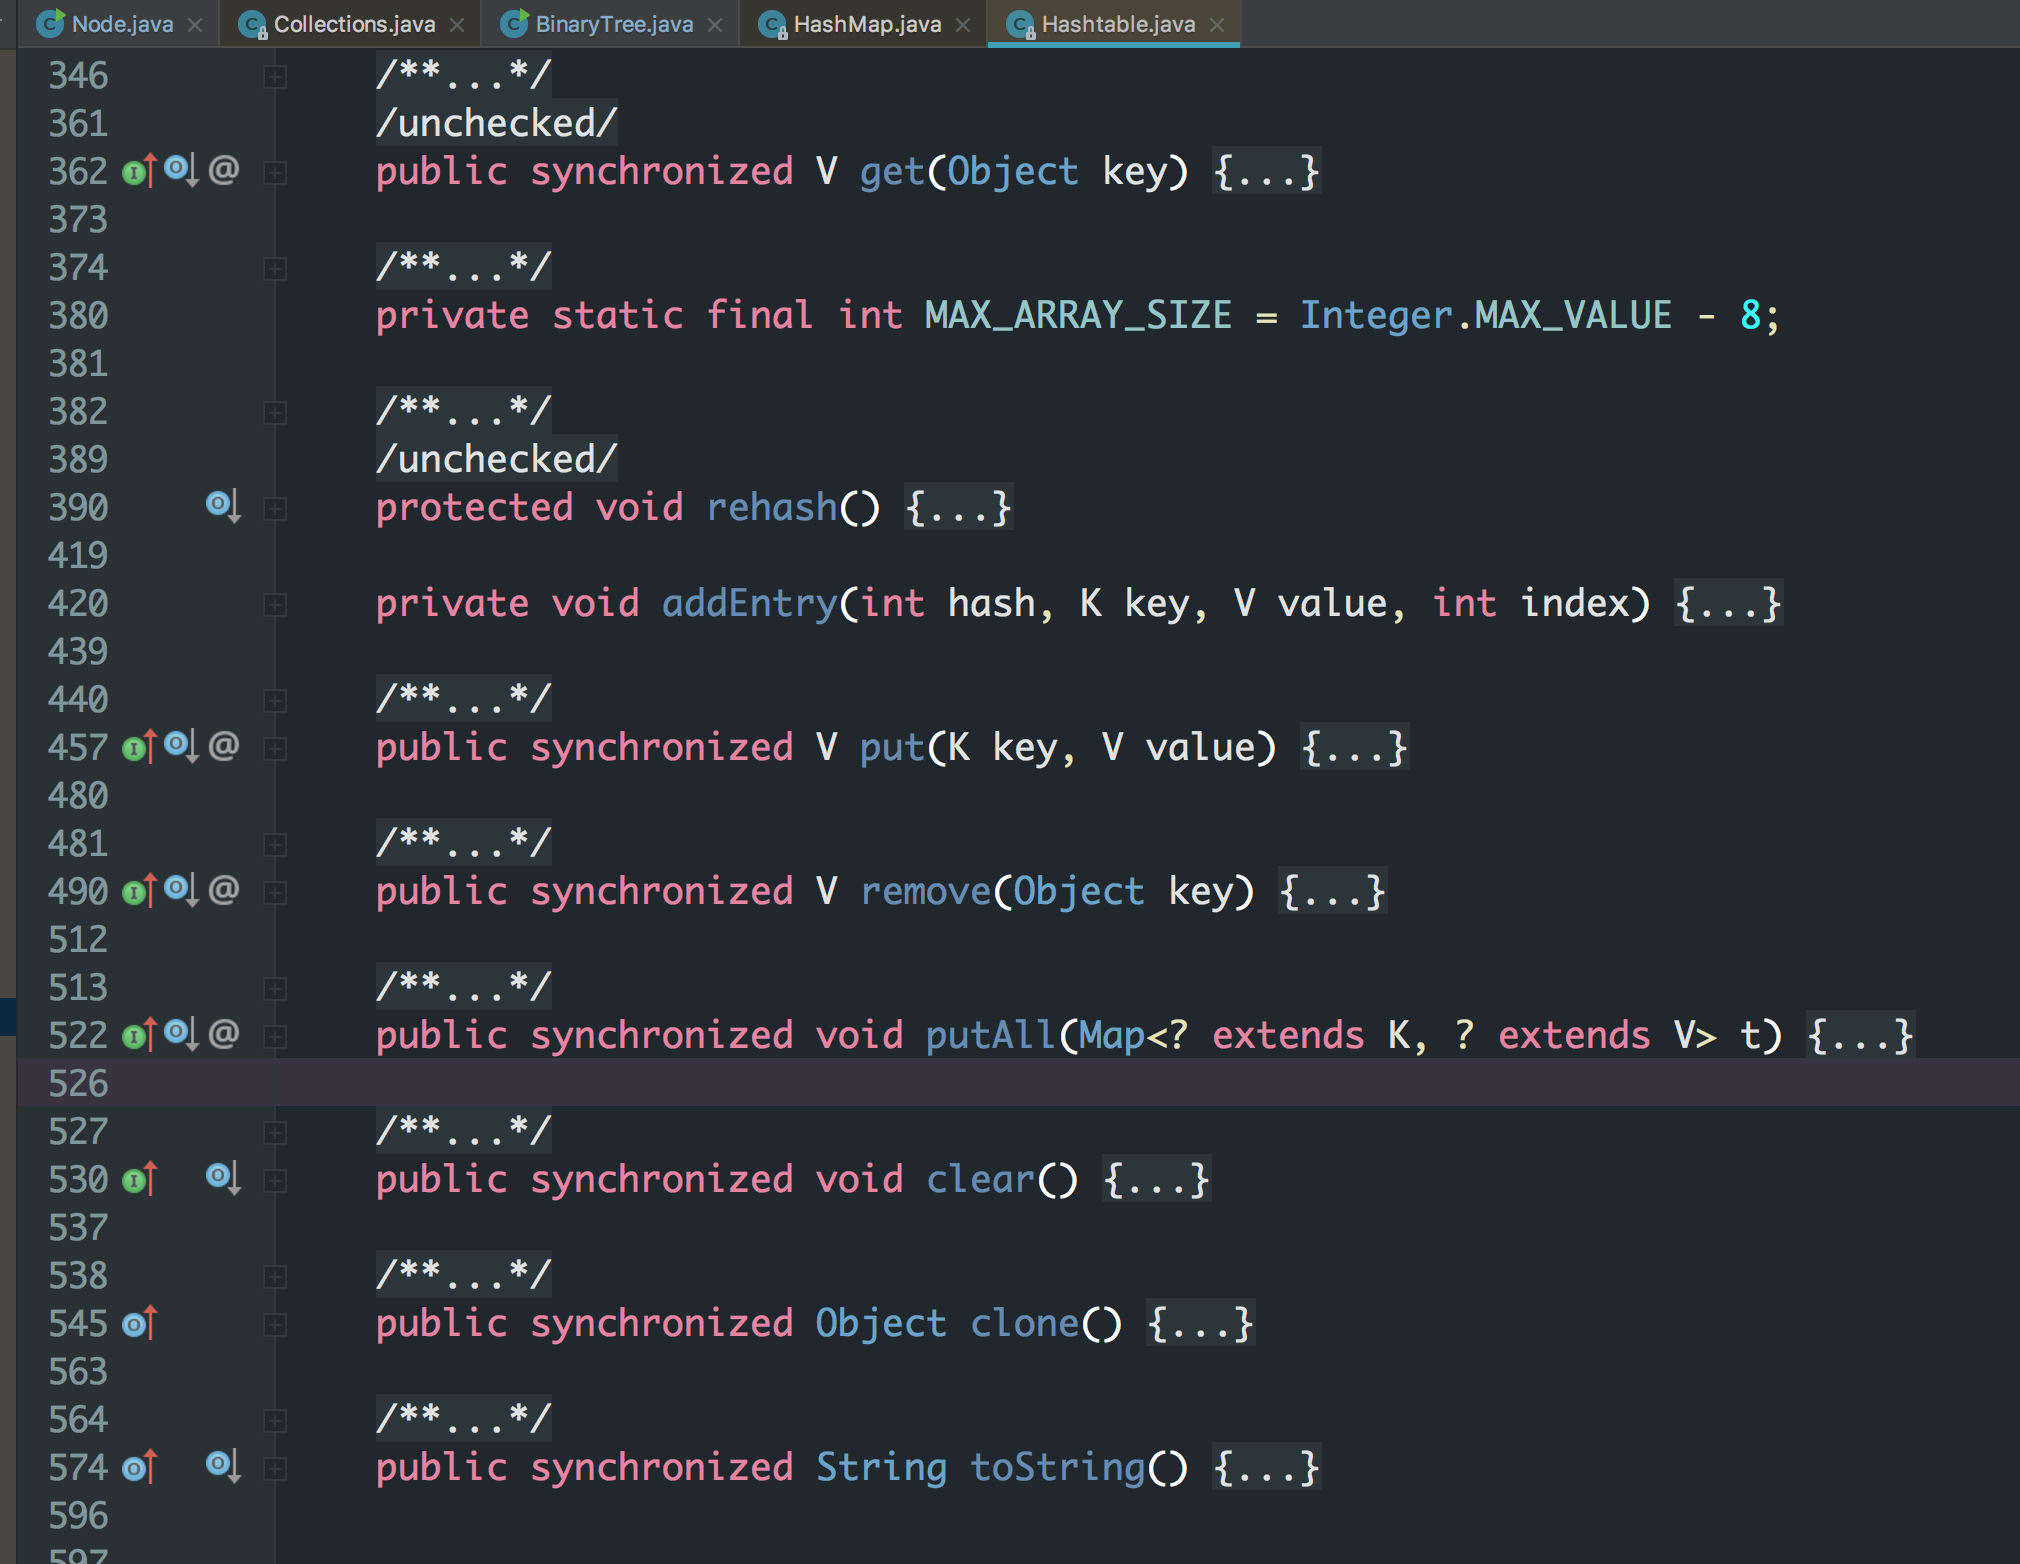 Node.java Collections.java BinaryTree.java HashMap.java Hashtable.java
346 /**...*/
361 /unchecked/
362 public synchronized V get(Object key) {...}
373
374 /**...*/
380 private static final int MAX_ARRAY_SIZE = Integer.MAX_VALUE - 8;
381
382 /**...*/
389 /unchecked/
390 protected void rehash() {...}
419
420 private void addEntry(int hash, K key, V value, int index) {...}
439
440 /**...*/
457 public synchronized V put(K key, V value) {...}
480
481 /**...*/
490 public synchronized V remove(Object key) {...}
512
513 /**...*/
522 public synchronized void putAll(Map<? extends K, ? extends V> t) {...}
526
527 /**...*/
530 public synchronized void clear() {...}
537
538 /**...*/
545 public synchronized Object clone() {...}
563
564 /**...*/
574 public synchronized String toString() {...}
596
597